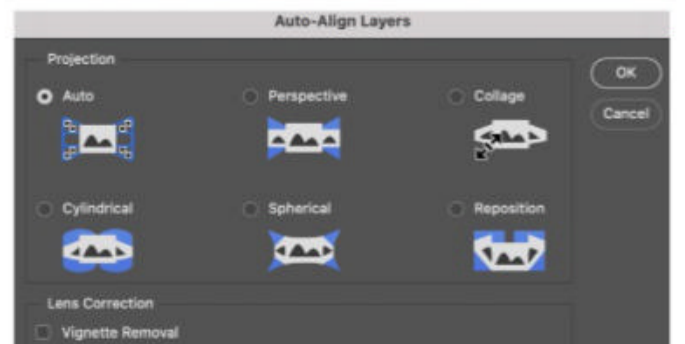 Auto-Align Layers
Projection
OK
Auto
Perspective
Collage
Cancel
Cylindrical
Spherical
Reposition
Lens Correction
Vignette Removal